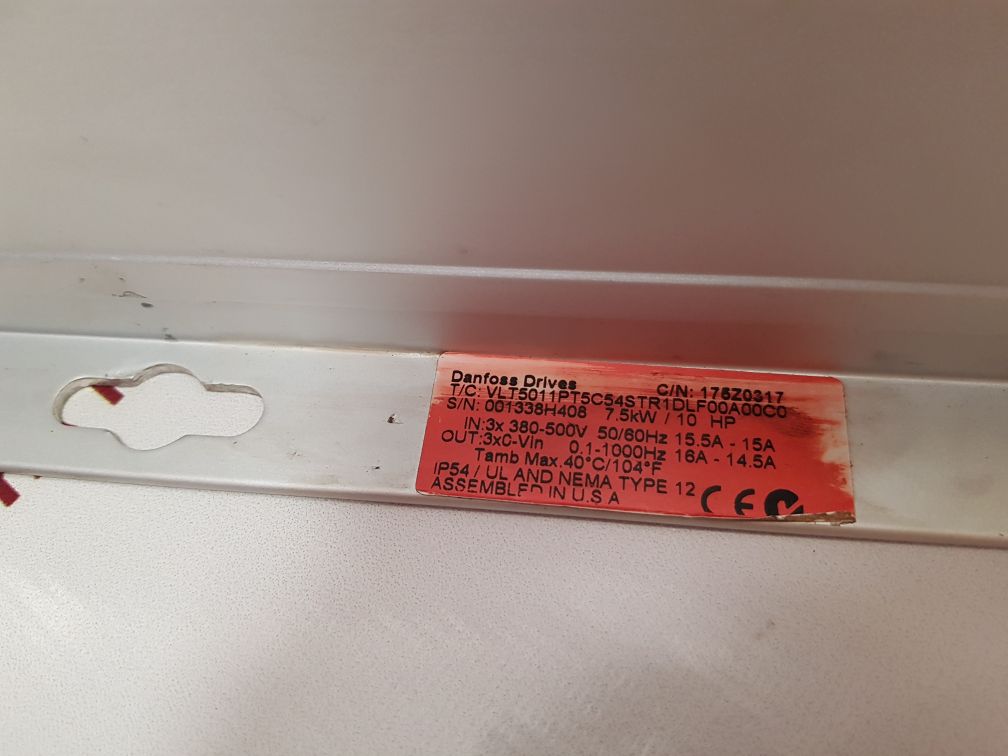 Danfoss Drives C/N: 175Z0317
T/C: VLT5011PT5C54STR1DLF00A00C0
S/N: 001338H408 7.5kW / 10 HP
IN:3x 380-500V 50/60Hz 15.5A - 15A
OUT:3x0-Vin 0.1-1000Hz 16A - 14.5A
Tamb Max.40°C/104°F
IP54 / UL AND NEMA TYPE 12
ASSEMBLED IN U.S.A
CE